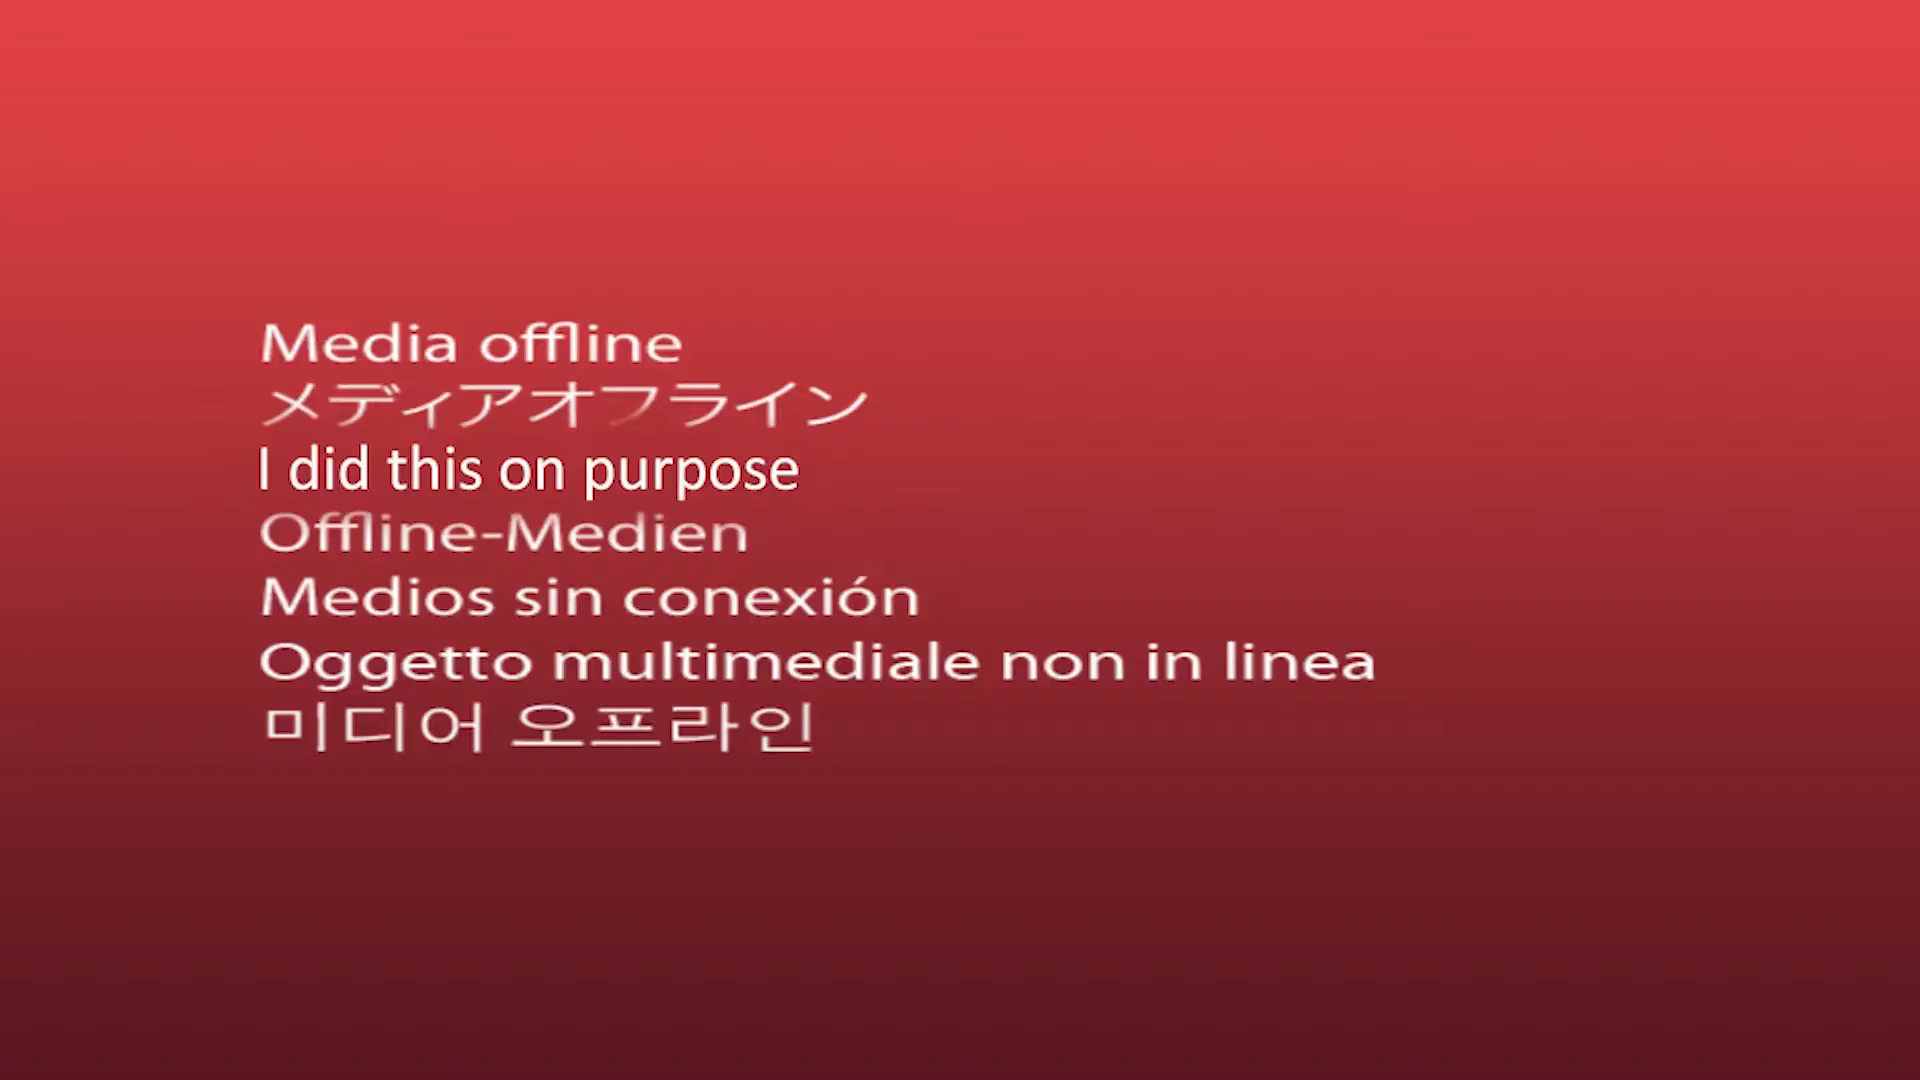 Media offline
メディアオフライン
I did this on purpose
Offline-Medien
Medios sin conexión
Oggetto multimediale non in linea
미디어 오프라인